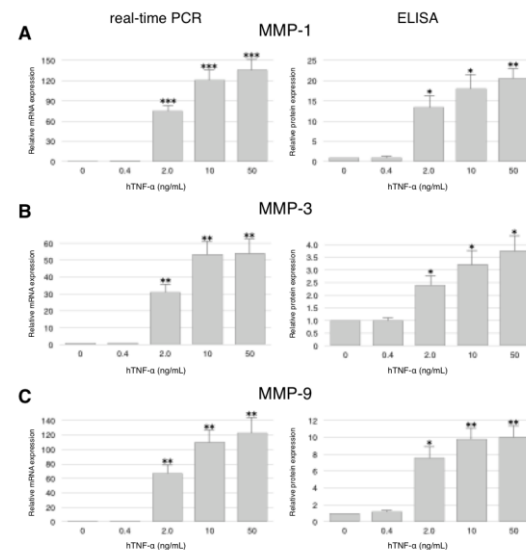 real-time PCR ELISA
A MMP-1
Relative mRNA expression
150
120
90
60
30
0
*** *** ***
0 0.4 2.0 10 50
hTNF-α (ng/mL)
Relative protein expression
25
20
15
10
5
0
* * **
0 0.4 2.0 10 50
hTNF-α (ng/mL)
B MMP-3
Relative mRNA expression
60
50
40
30
20
10
0
** ** **
0 0.4 2.0 10 50
hTNF-α (ng/mL)
Relative protein expression
4.0
3.5
3.0
2.5
2.0
1.5
1.0
0.5
0
* * *
0 0.4 2.0 10 50
hTNF-α (ng/mL)
C MMP-9
Relative mRNA expression
140
120
100
80
60
40
20
0
** ** **
0 0.4 2.0 10 50
hTNF-α (ng/mL)
Relative protein expression
12
10
8
6
4
2
0
* ** **
0 0.4 2.0 10 50
hTNF-α (ng/mL)